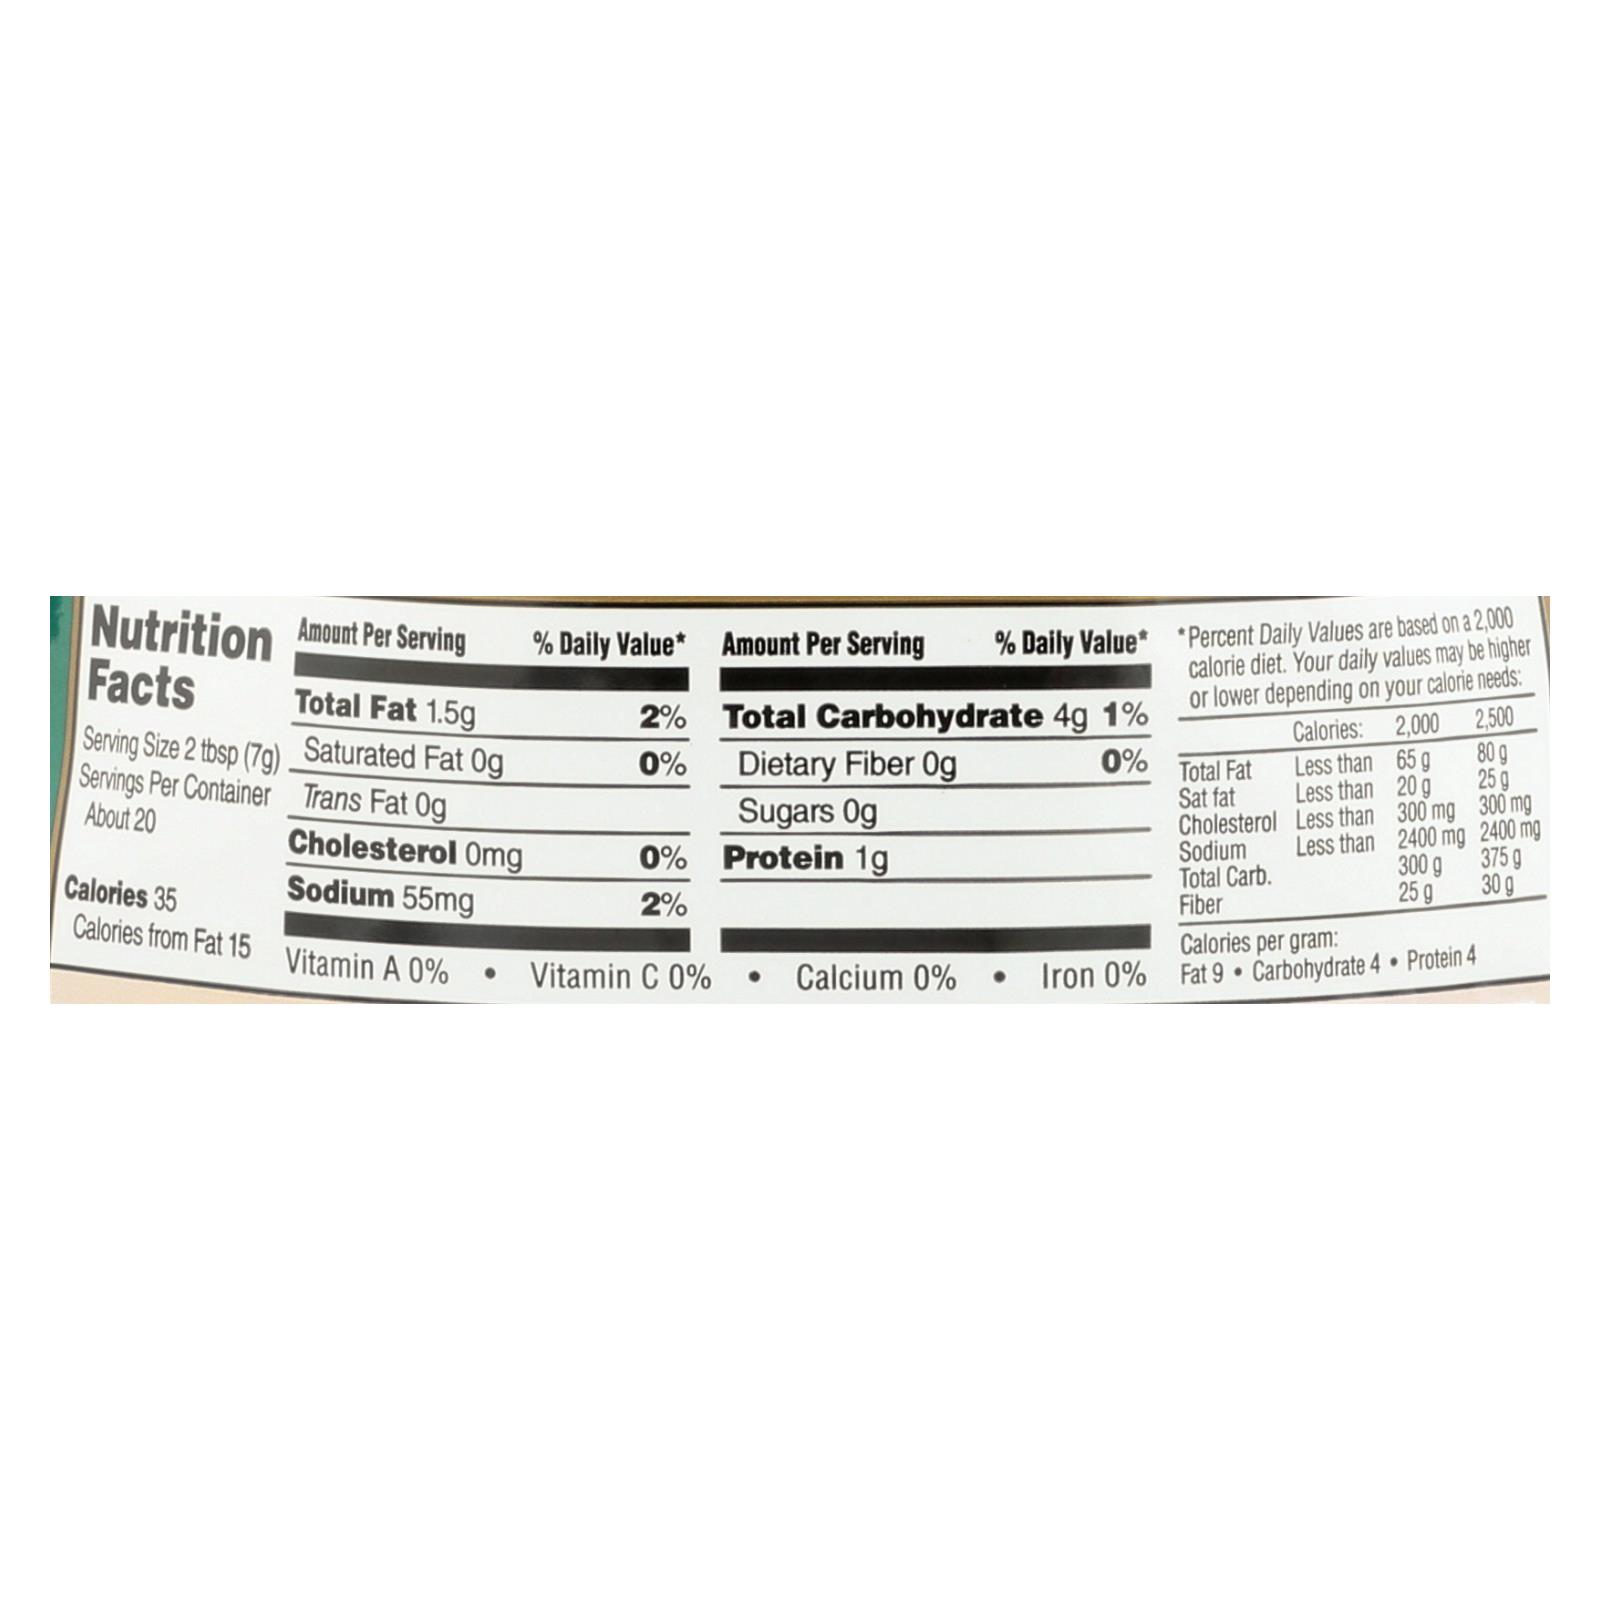 Nutrition
Facts
Serving Size 2 tbsp (7g)
Servings Per Container
About 20
Calories 35
Calories from Fat 15
Amount Per Serving % Daily Value*
Total Fat 1.5g 2%
Saturated Fat 0g 0%
Trans Fat 0g
Cholesterol 0mg 0%
Sodium 55mg 2%
Amount Per Serving % Daily Value*
Total Carbohydrate 4g 1%
Dietary Fiber 0g 0%
Sugars 0g
Protein 1g
Vitamin A 0% • Vitamin C 0% • Calcium 0% • Iron 0%
*Percent Daily Values are based on a 2,000
calorie diet. Your daily values may be higher
or lower depending on your calorie needs:
Calories: 2,000 2,500
Total Fat Less than 65 g 80 g
Sat fat Less than 20 g 25 g
Cholesterol Less than 300 mg 300 mg
Sodium Less than 2400 mg 2400 mg
Total Carb. 300 g 375 g
Fiber 25 g 30 g
Calories per gram:
Fat 9 • Carbohydrate 4 • Protein 4